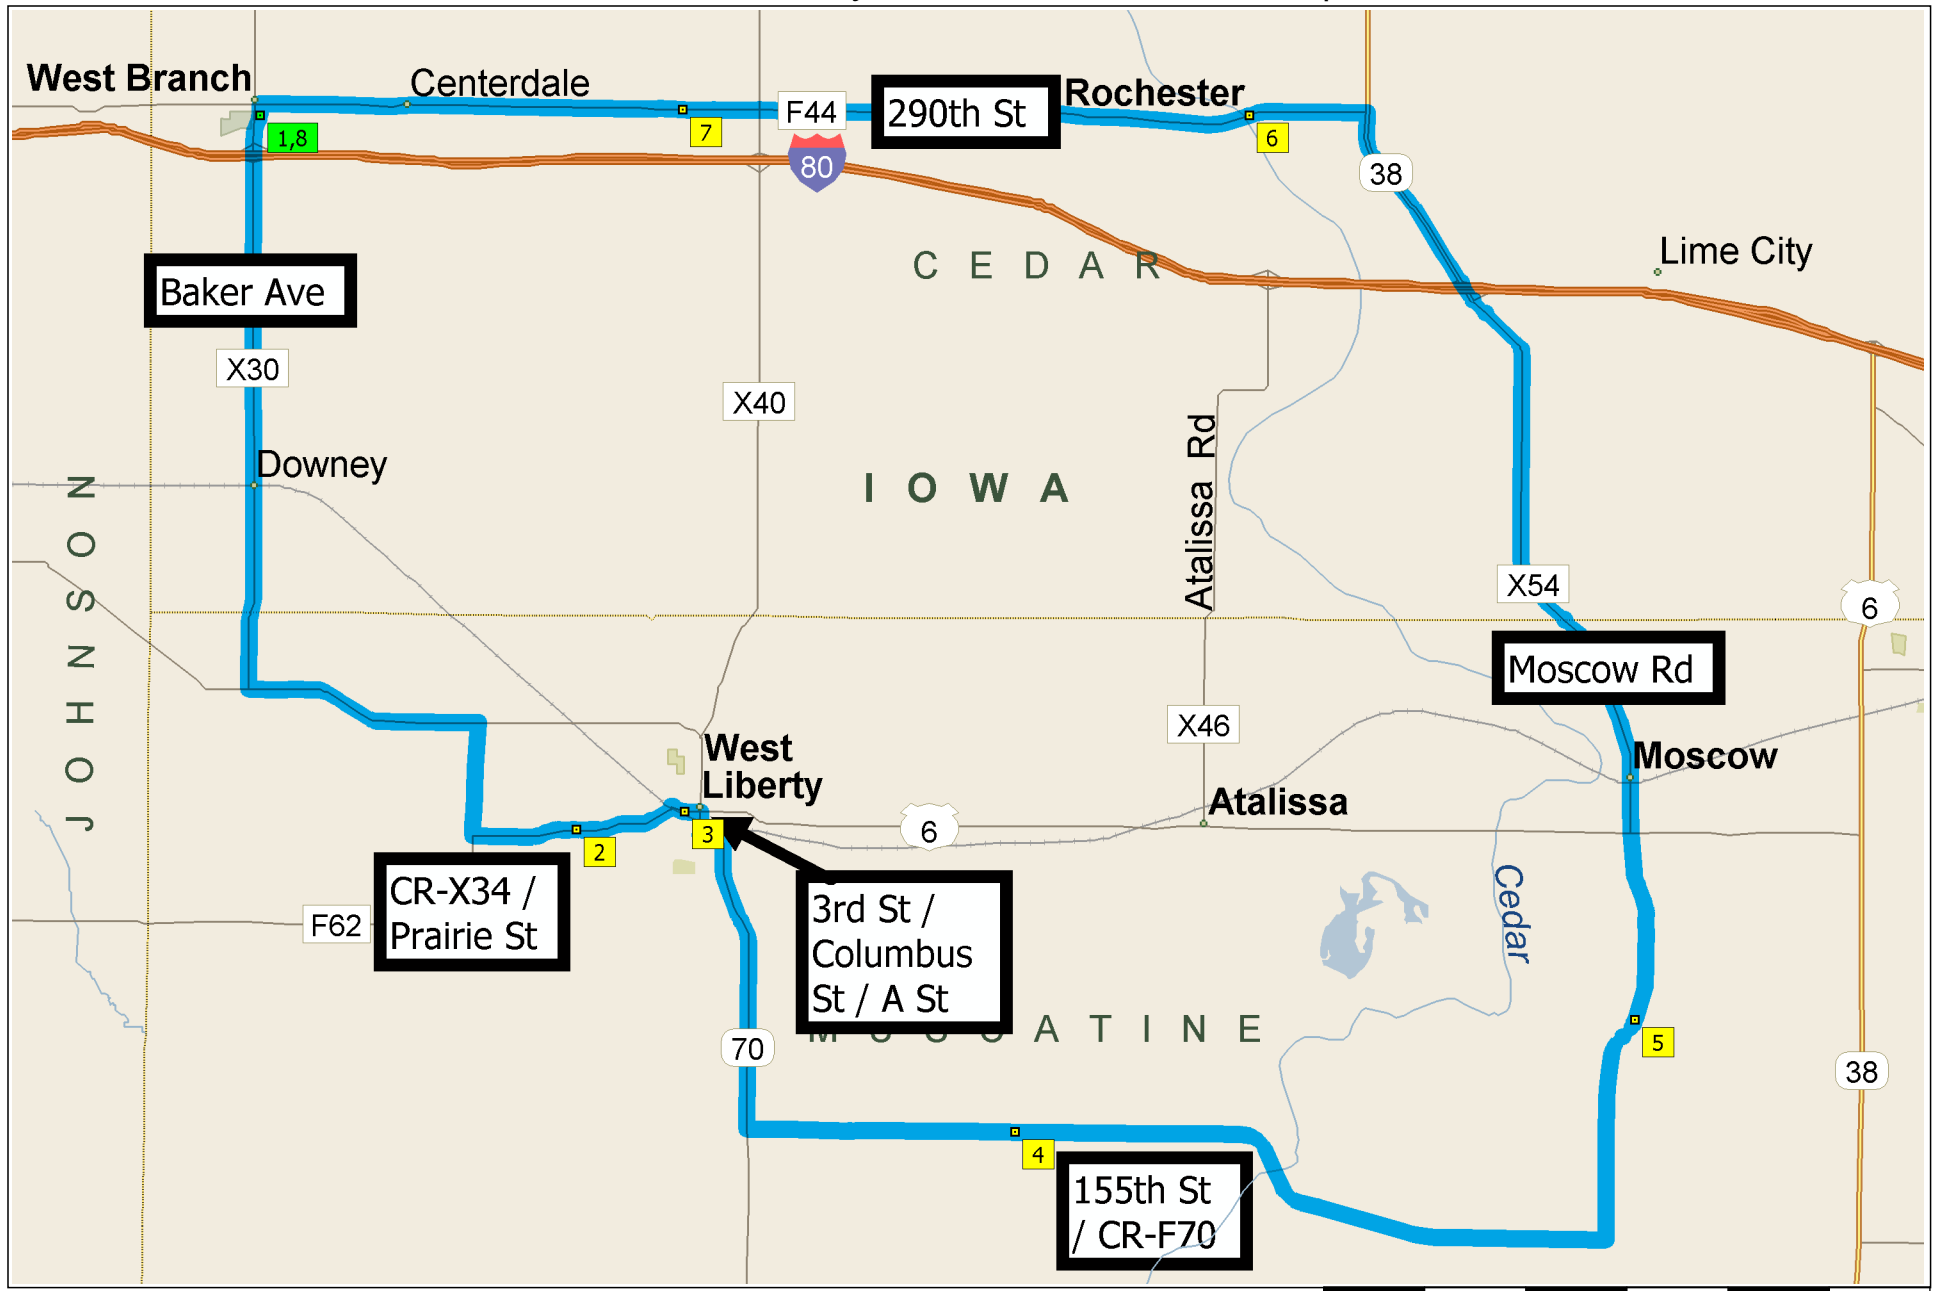 West Branch
Centerdale
F44
290th St
Rochester
7
6
1,8
80
38
Lime City
C E D A R
Baker Ave
X30
X40
Downey
Atalissa Rd
I O W A
JOHNSON
X54
6
Moscow Rd
X46
West
Liberty
Moscow
Atalissa
6
3
2
CR-X34 /
Prairie St
F62
3rd St /
Columbus
St / A St
Cedar
M U S C A T I N E
70
5
38
4
155th St
/ CR-F70